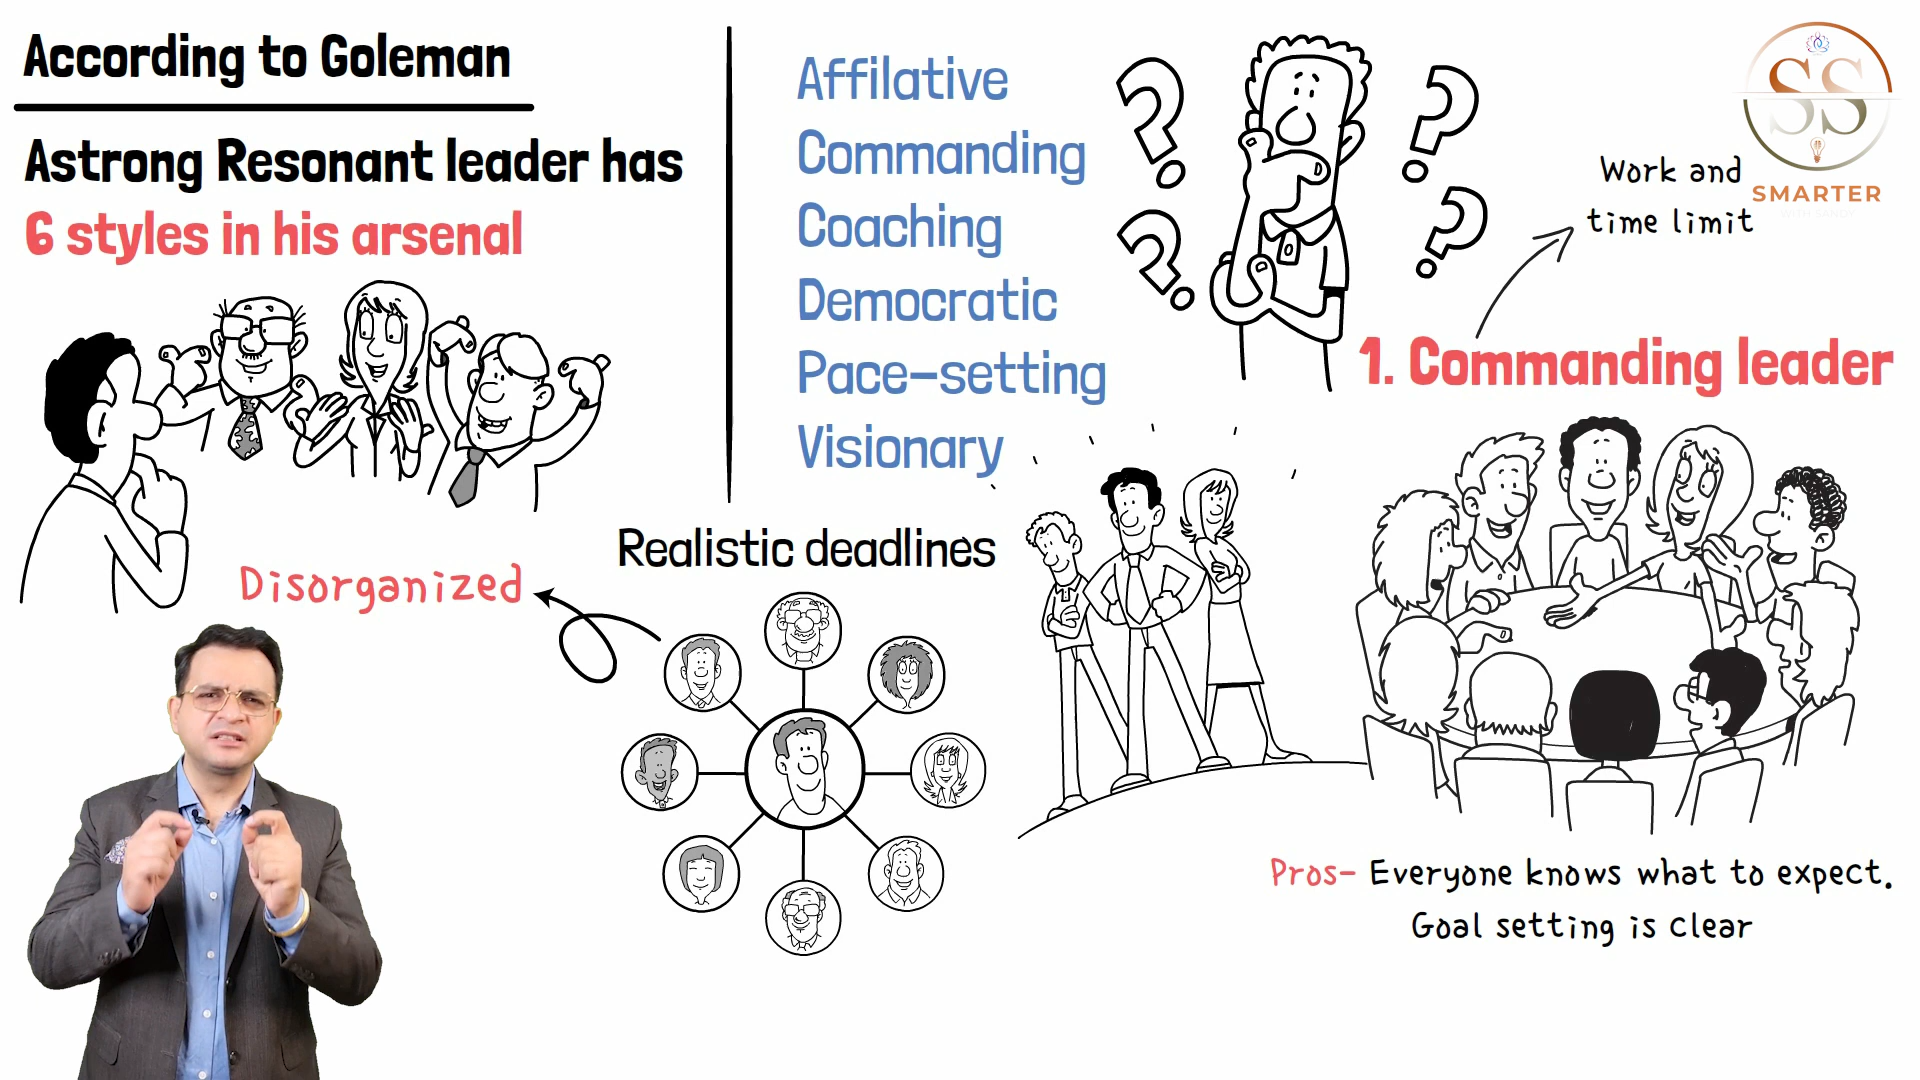 According to Goleman
Astrong Resonant leader has
6 styles in his arsenal
Affilative
Commanding
Coaching
Democratic
Pace-setting
Visionary
SS
SS
SMARTER
Work and
time limit
1. Commanding leader
Realistic deadlines
Disorganized
Pros- Everyone knows what to expect.
Goal setting is clear